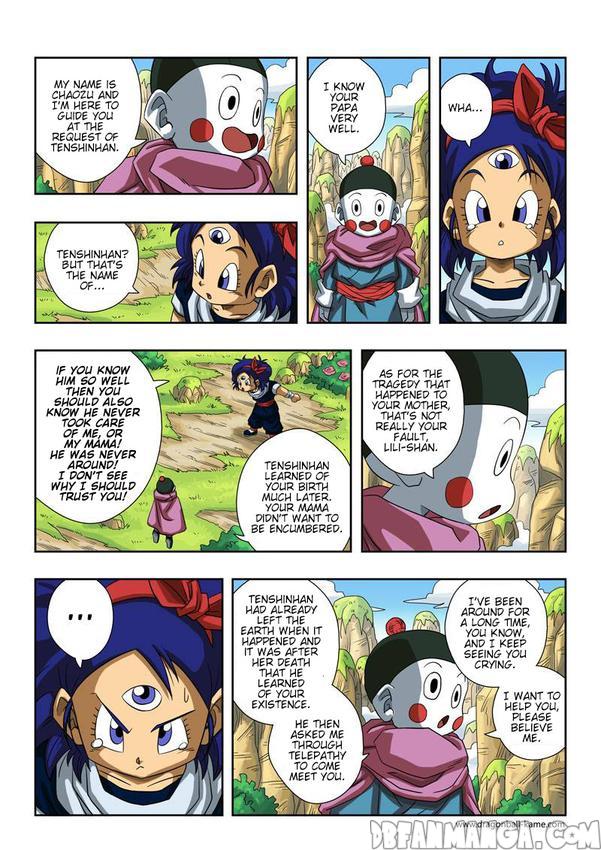 MY NAME IS
CHAOZU AND
I'M HERE TO
GUIDE YOU
AT THE
REQUEST OF
TENSHINHAN.
I KNOW
YOUR
PAPA
VERY
WELL.
WHA...
TENSHINHAN?
BUT THAT'S
THE NAME
OF...
IF YOU KNOW
HIM SO WELL
THEN YOU
SHOULD ALSO
KNOW HE NEVER
TOOK CARE
OF ME, OR
MY MAMA!
HE WAS NEVER
AROUND!
I DON'T SEE
WHY I SHOULD
TRUST YOU!
TENSHINHAN
LEARNED OF
YOUR BIRTH
MUCH LATER.
YOUR MAMA
DIDN'T WANT TO
BE ENCUMBERED.
AS FOR THE
TRAGEDY THAT
HAPPENED TO
YOUR MOTHER,
THAT'S NOT
REALLY YOUR
FAULT,
LILI-SHAN.
...
TENSHINHAN
HAD ALREADY
LEFT THE
EARTH WHEN IT
HAPPENED AND
IT WAS AFTER
HER DEATH
THAT HE
LEARNED
OF YOUR
EXISTENCE.
HE THEN
ASKED ME
THROUGH
TELEPATHY
TO COME
MEET YOU.
I'VE BEEN
AROUND FOR
A LONG TIME,
YOU KNOW,
AND I KEEP
SEEING YOU
CRYING.
I WANT TO
HELP YOU,
PLEASE
BELIEVE
ME.
www.dragonball-kame.com
DBFANMANGA.COM